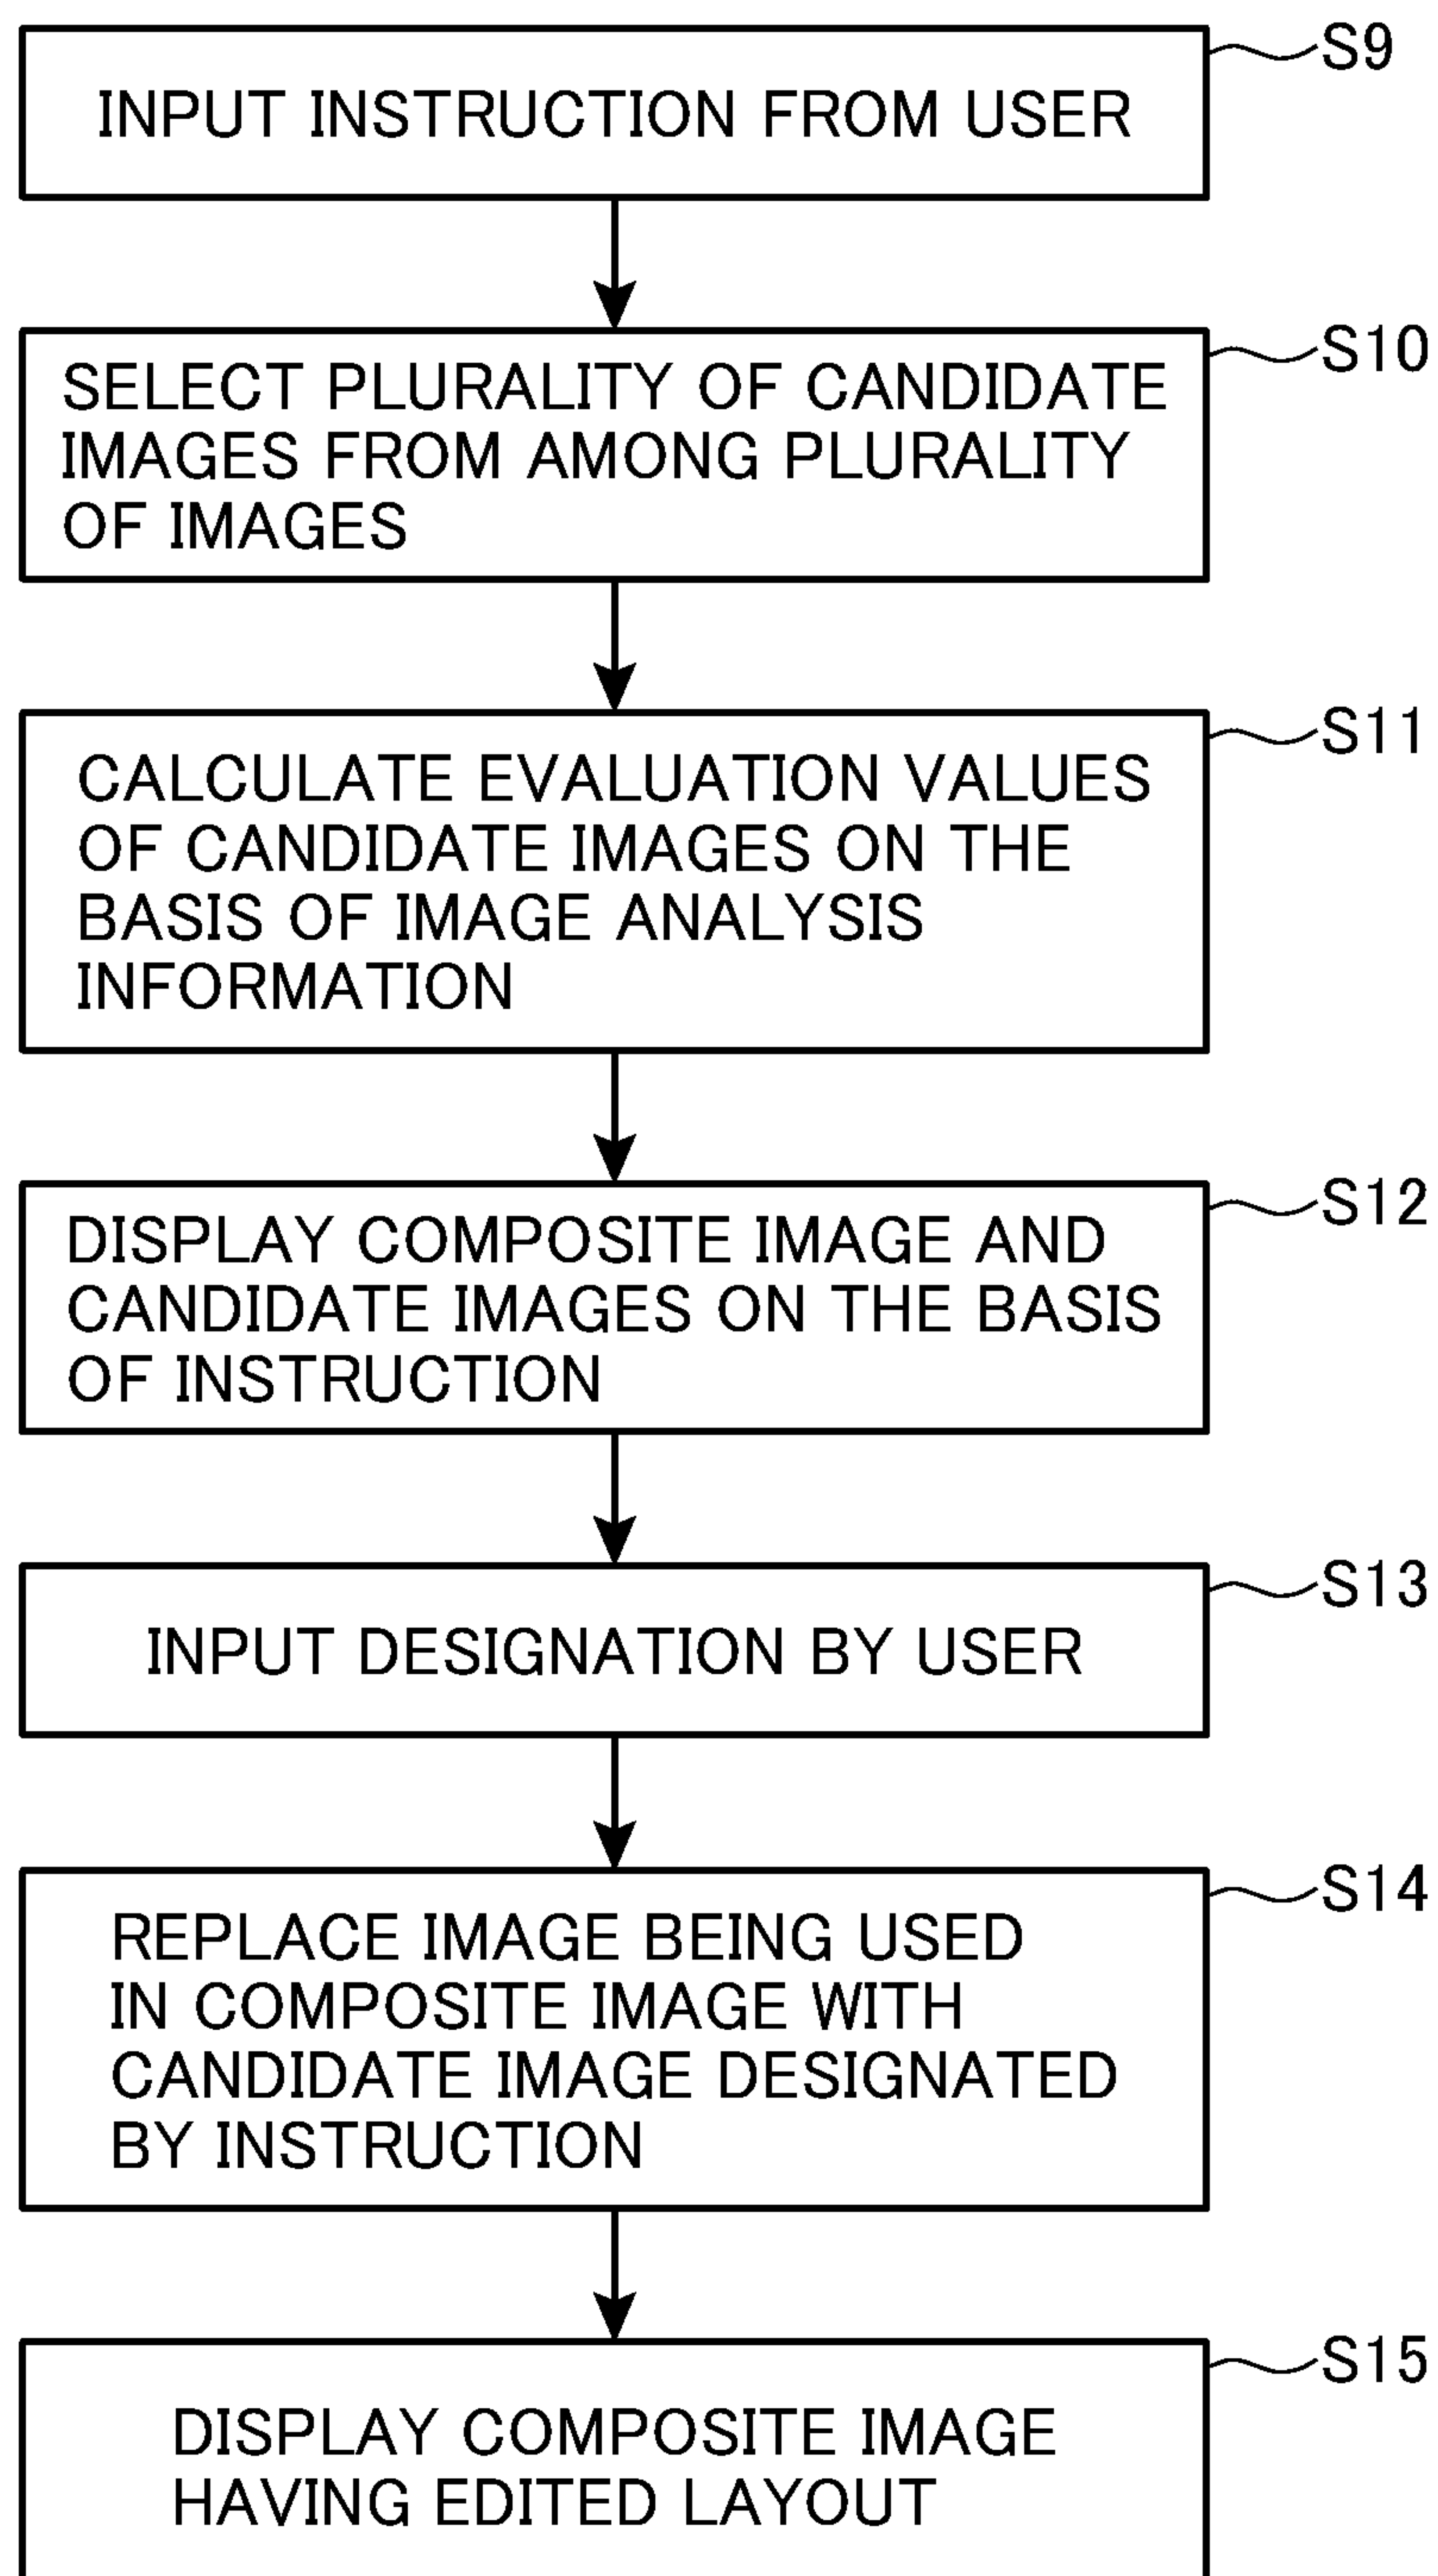 S9
INPUT INSTRUCTION FROM USER
S10
SELECT PLURALITY OF CANDIDATE
IMAGES FROM AMONG PLURALITY
OF IMAGES
S11
CALCULATE EVALUATION VALUES
OF CANDIDATE IMAGES ON THE
BASIS OF IMAGE ANALYSIS
INFORMATION
S12
DISPLAY COMPOSITE IMAGE AND
CANDIDATE IMAGES ON THE BASIS
OF INSTRUCTION
S13
INPUT DESIGNATION BY USER
S14
REPLACE IMAGE BEING USED
IN COMPOSITE IMAGE WITH
CANDIDATE IMAGE DESIGNATED
BY INSTRUCTION
S15
DISPLAY COMPOSITE IMAGE
HAVING EDITED LAYOUT